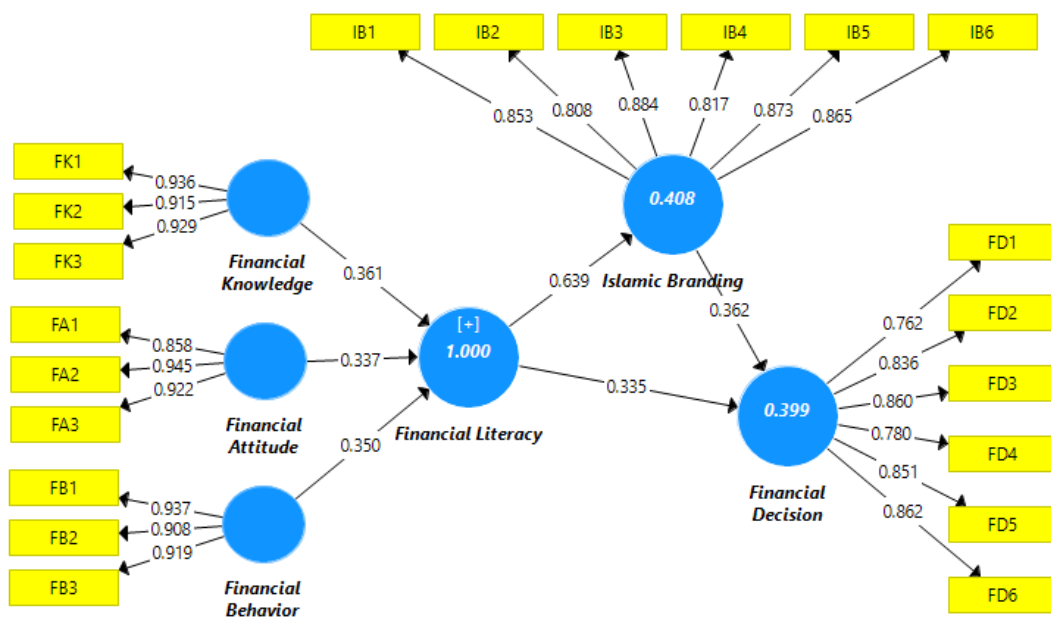 IB1 IB2 IB3 IB4 IB5 IB6
0.853 0.808 0.884 0.817 0.873 0.865
FK1
FK2
FK3
0.936
0.915
0.929
Financial
Knowledge
0.361
FA1
FA2
FA3
0.858
0.945
0.922
Financial
Attitude
0.337
FB1
FB2
FB3
0.937
0.908
0.919
Financial
Behavior
0.350
[+]
1.000
Financial Literacy
0.639
0.335
0.408
Islamic Branding
0.362
0.399
Financial
Decision
0.762
0.836
0.860
0.780
0.851
0.862
FD1
FD2
FD3
FD4
FD5
FD6